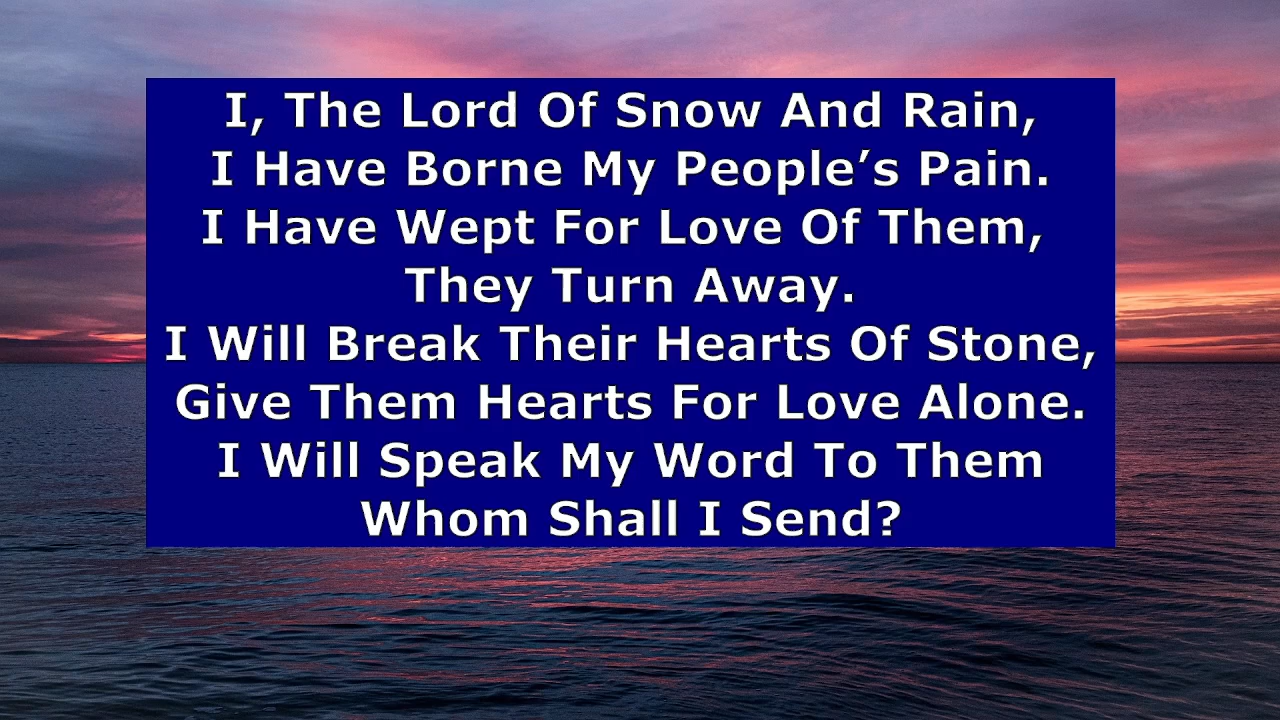 I, The Lord Of Snow And Rain,
I Have Borne My People’s Pain.
I Have Wept For Love Of Them,
They Turn Away.
I Will Break Their Hearts Of Stone,
Give Them Hearts For Love Alone.
I Will Speak My Word To Them
Whom Shall I Send?